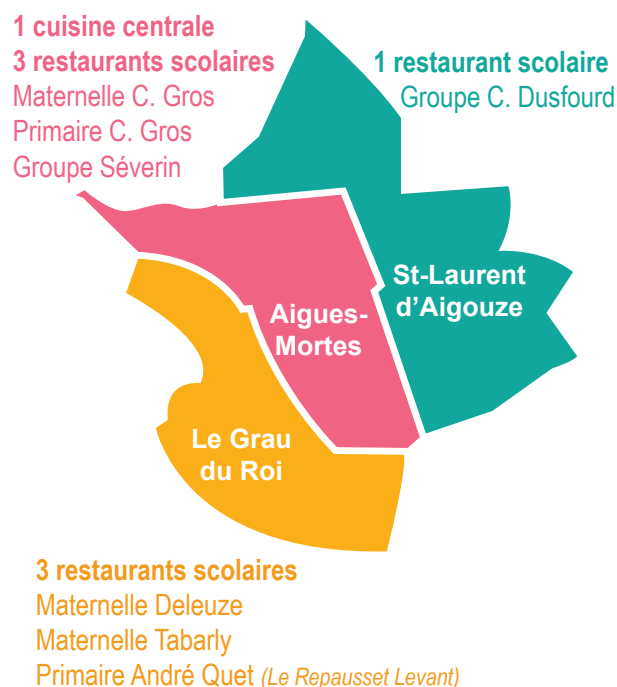 1 cuisine centrale
3 restaurants scolaires
Maternelle C. Gros
Primaire C. Gros
Groupe Séverin
1 restaurant scolaire
Groupe C. Dusfourd
St-Laurent
d’Aigouze
Aigues-
Mortes
Le Grau
du Roi
3 restaurants scolaires
Maternelle Deleuze
Maternelle Tabarly
Primaire André Quet (Le Repausset Levant)